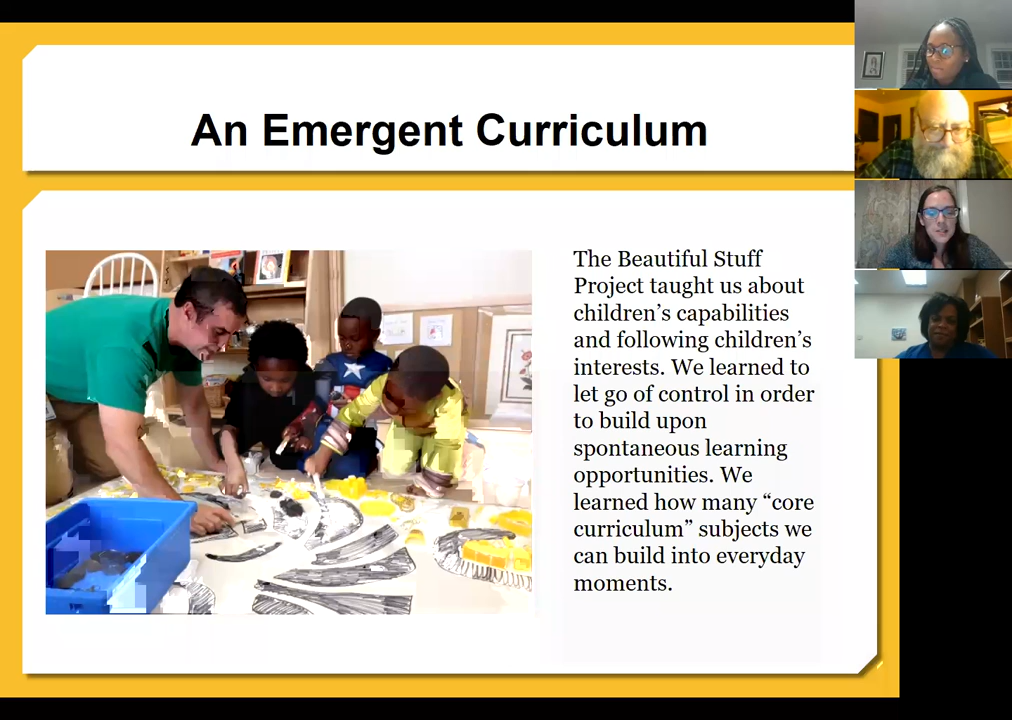 An Emergent Curriculum
The Beautiful Stuff
Project taught us about
children’s capabilities
and following children’s
interests. We learned to
let go of control in order
to build upon
spontaneous learning
opportunities. We
learned how many “core
curriculum” subjects we
can build into everyday
moments.